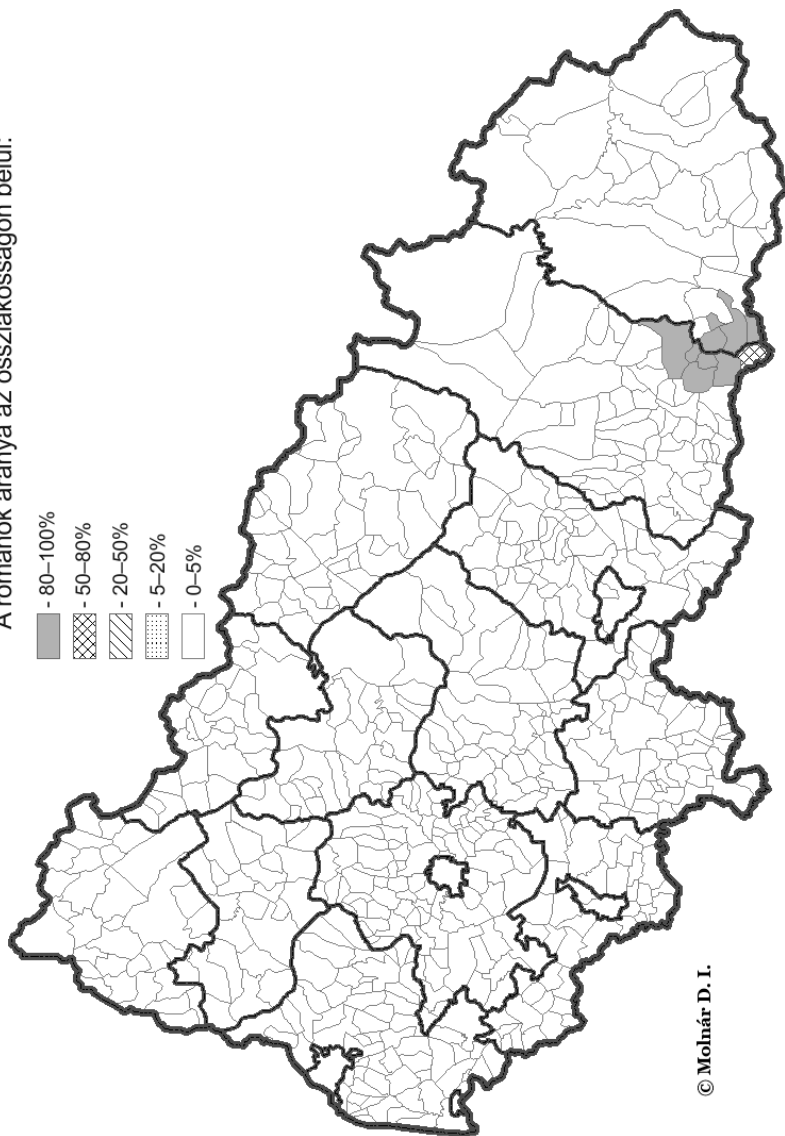 A románok aránya az összlakosságon belül:
- 80–100%
- 50–80%
- 20–50%
- 5–20%
- 0–5%
© Molnár D. I.